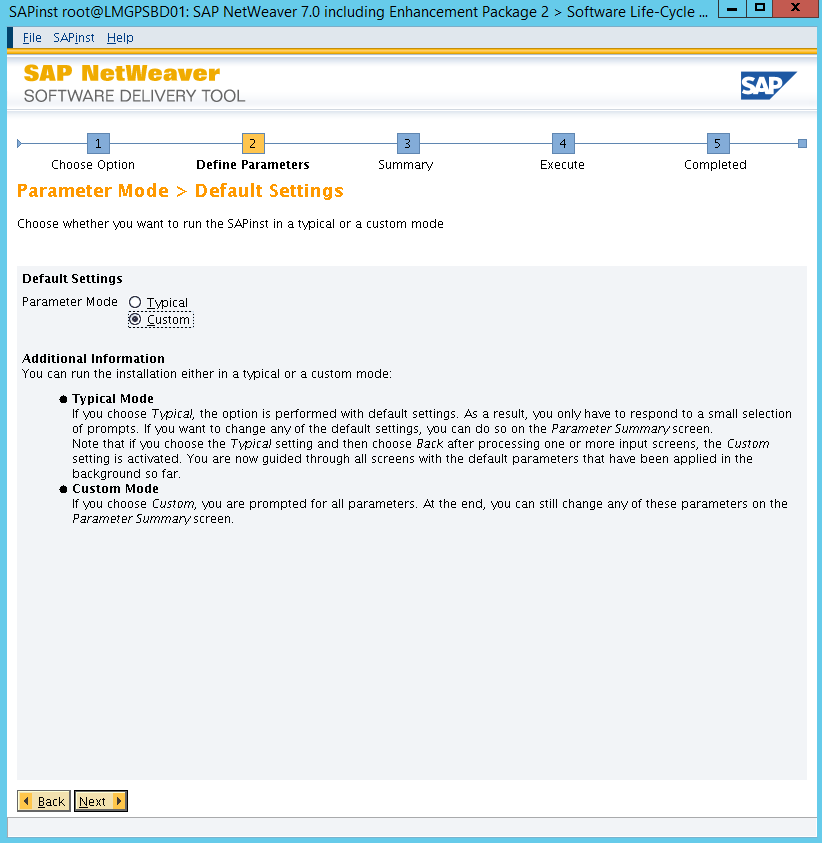 SAPinst root@LMGPSBD01: SAP NetWeaver 7.0 including Enhancement Package 2 > Software Life-Cycle ...
File SAPinst Help
SAP NetWeaver
SOFTWARE DELIVERY TOOL
SAP
1 2 3 4 5
Choose Option Define Parameters Summary Execute Completed
Parameter Mode > Default Settings
Choose whether you want to run the SAPinst in a typical or a custom mode
Default Settings
Parameter Mode Typical
Custom
Additional Information
You can run the installation either in a typical or a custom mode:
Typical Mode
If you choose Typical, the option is performed with default settings. As a result, you only have to respond to a small selection
of prompts. If you want to change any of the default settings, you can do so on the Parameter Summary screen.
Note that if you choose the Typical setting and then choose Back after processing one or more input screens, the Custom
setting is activated. You are now guided through all screens with the default parameters that have been applied in the
background so far.
Custom Mode
If you choose Custom, you are prompted for all parameters. At the end, you can still change any of these parameters on the
Parameter Summary screen.
Back Next